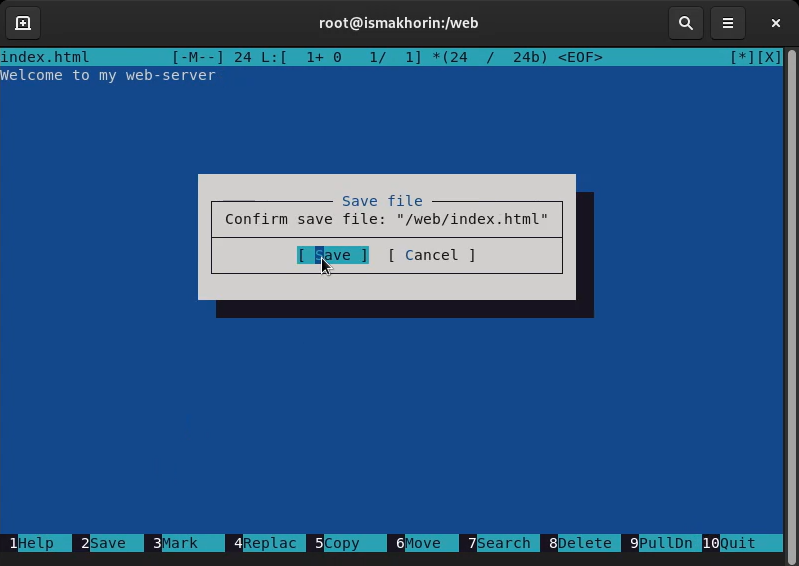 root@ismakhorin:/web
index.html [-M--] 24 L:[ 1+ 0 1/ 1] *(24 / 24b) <EOF> [*][X]
Welcome to my web-server
Save file
Confirm save file: "/web/index.html"
[ Save ] [ Cancel ]
1Help 2Save 3Mark 4Replac 5Copy 6Move 7Search 8Delete 9PullDn 10Quit